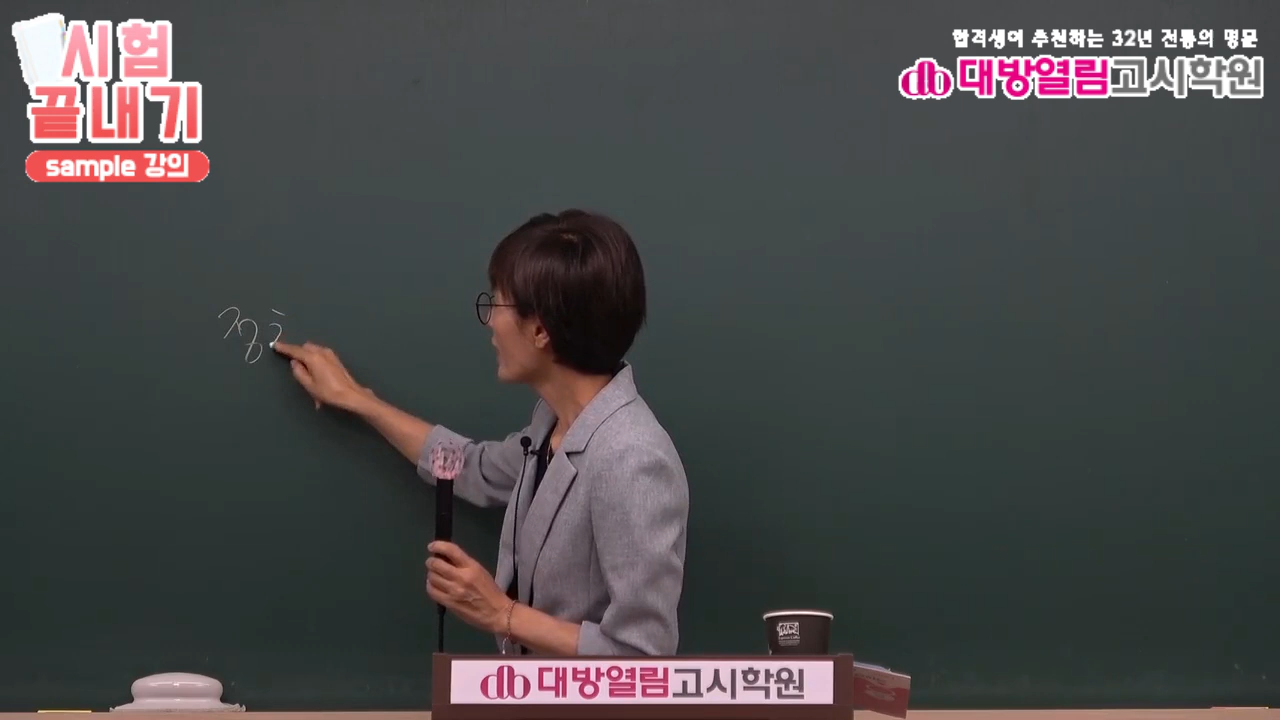 시험
끝내기
sample 강의
합격생이 추천하는 32년 전통의 명문
대방열림고시학원
대방열림고시학원